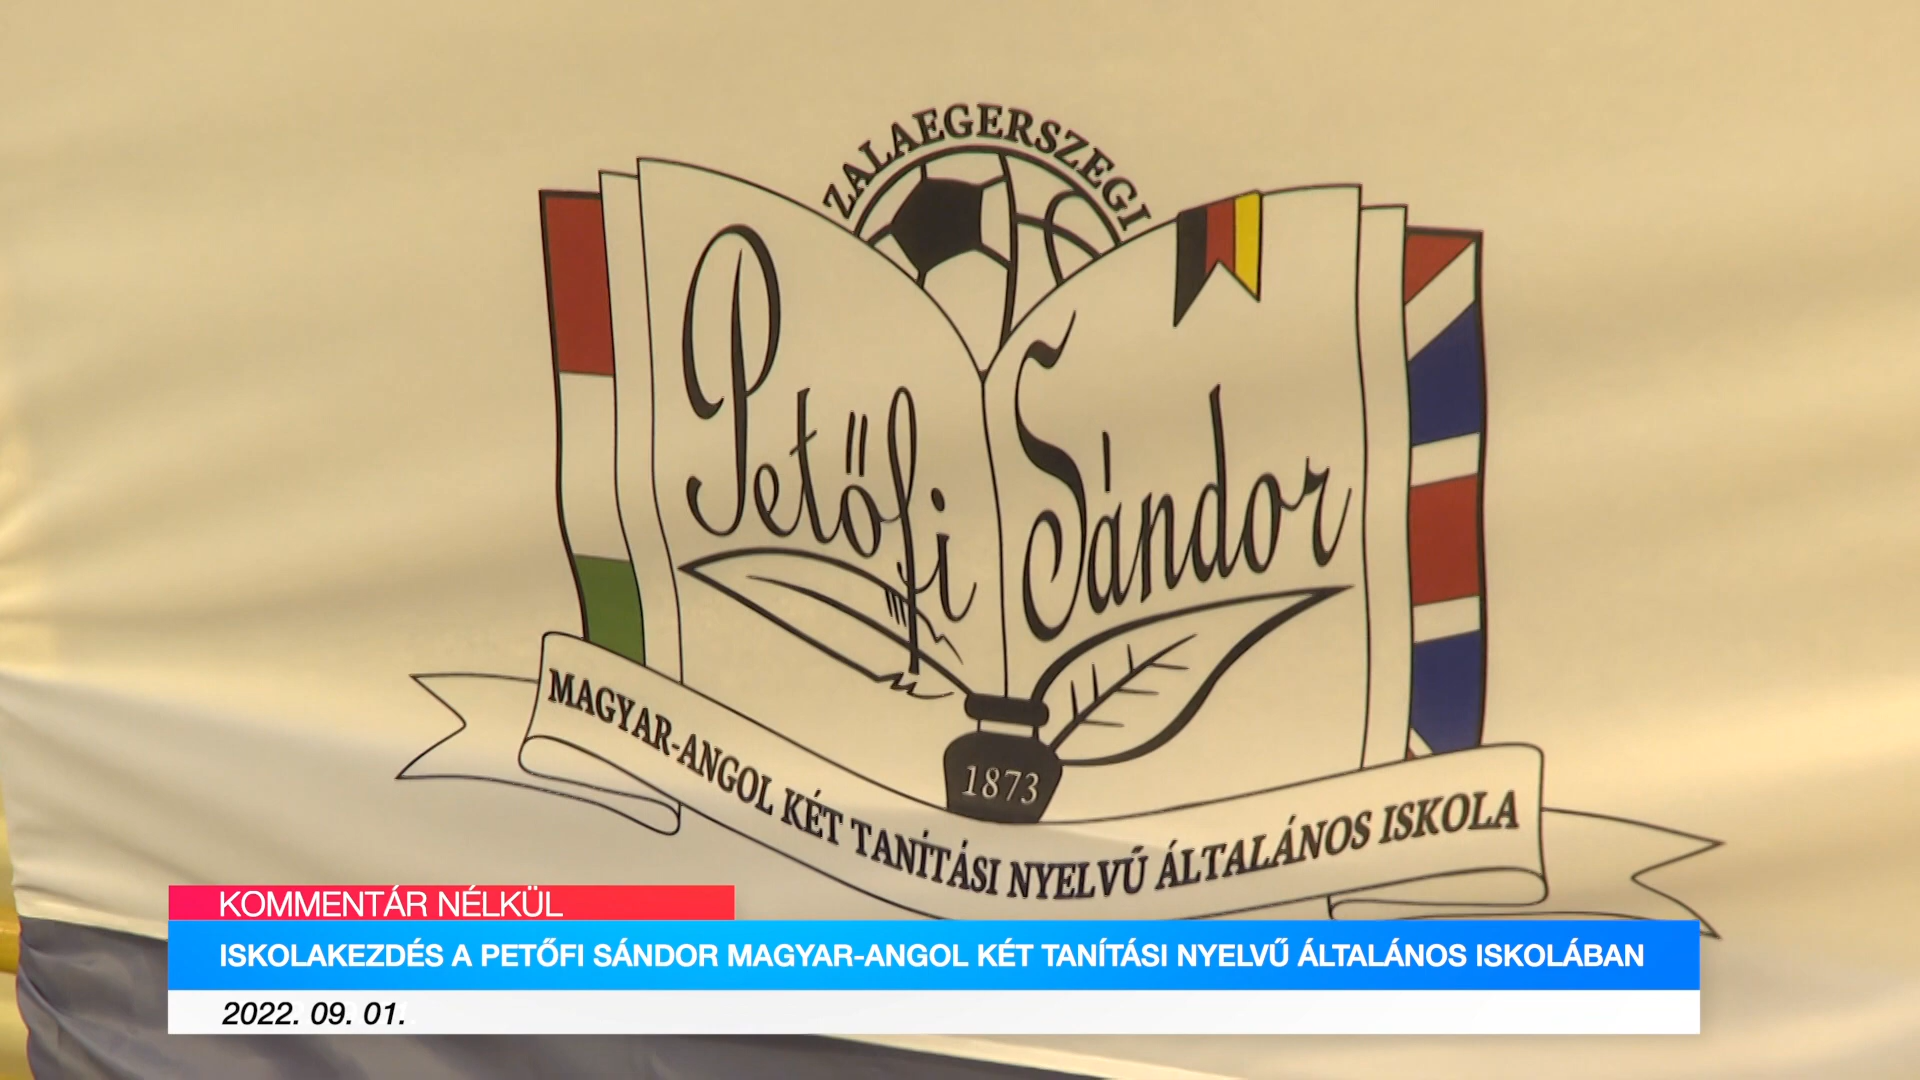 ZALAEGERSZEGI
Petőfi Sándor
1873
MAGYAR-ANGOL KÉT TANÍTÁSI NYELVŰ ÁLTALÁNOS ISKOLA
KOMMENTÁR NÉLKÜL
ISKOLAKEZDÉS A PETŐFI SÁNDOR MAGYAR-ANGOL KÉT TANÍTÁSI NYELVŰ ÁLTALÁNOS ISKOLÁBAN
2022. 09. 01.